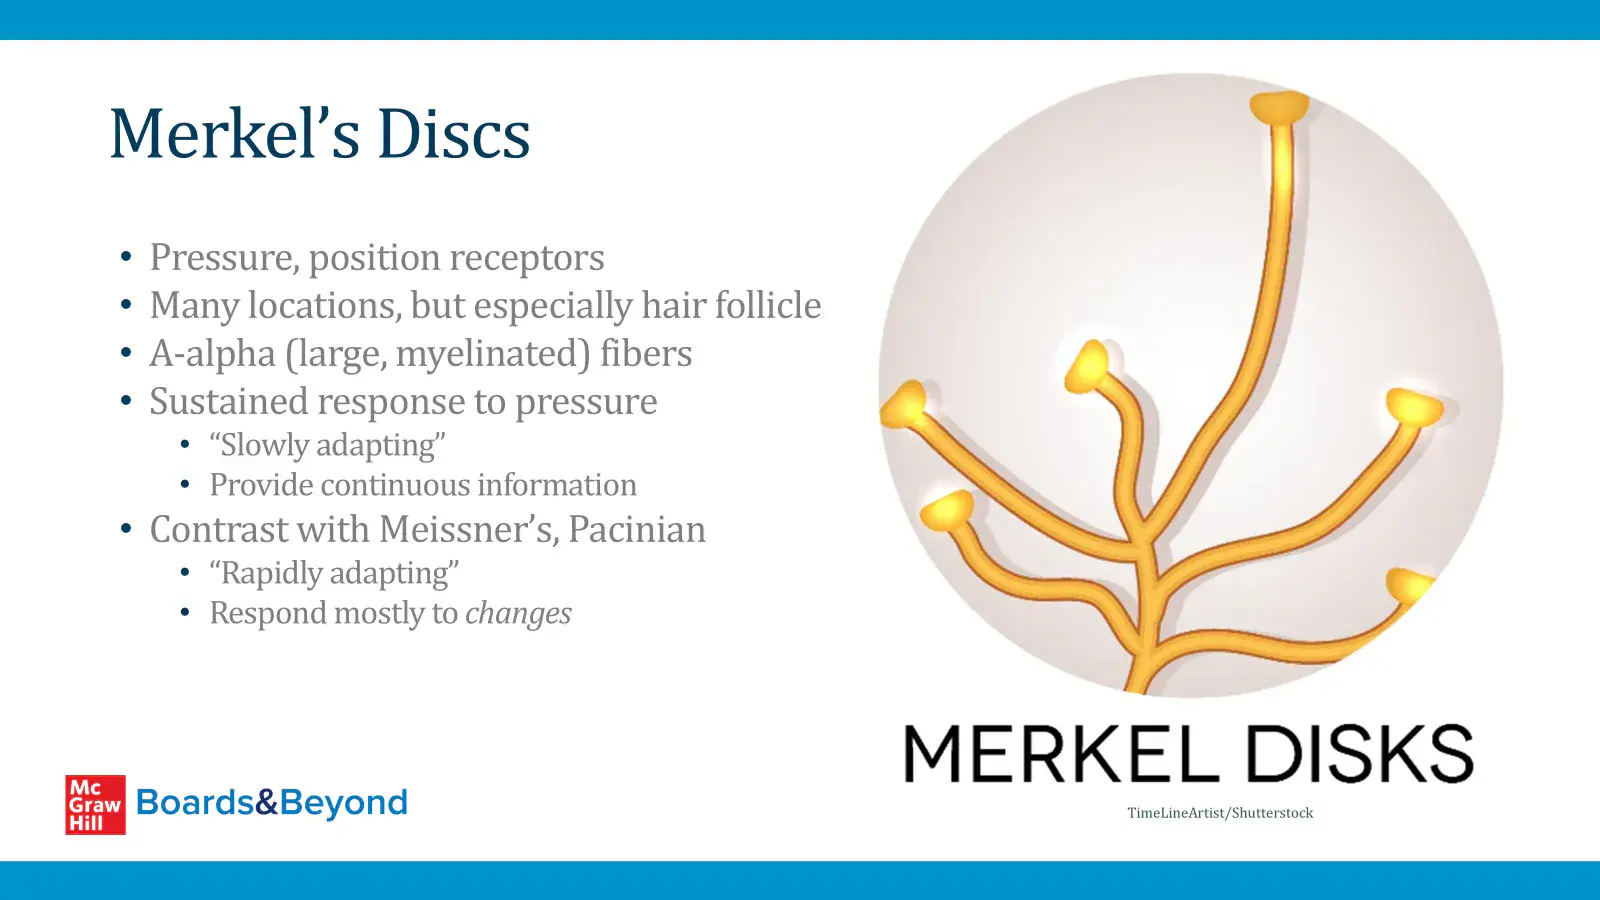 Merkel’s Discs
• Pressure, position receptors
• Many locations, but especially hair follicle
• A-alpha (large, myelinated) fibers
• Sustained response to pressure
• “Slowly adapting”
• Provide continuous information
• Contrast with Meissner’s, Pacinian
• “Rapidly adapting”
• Respond mostly to changes
MERKEL DISKS
TimeLineArtist/Shutterstock
Mc
Graw
Hill
Boards&Beyond